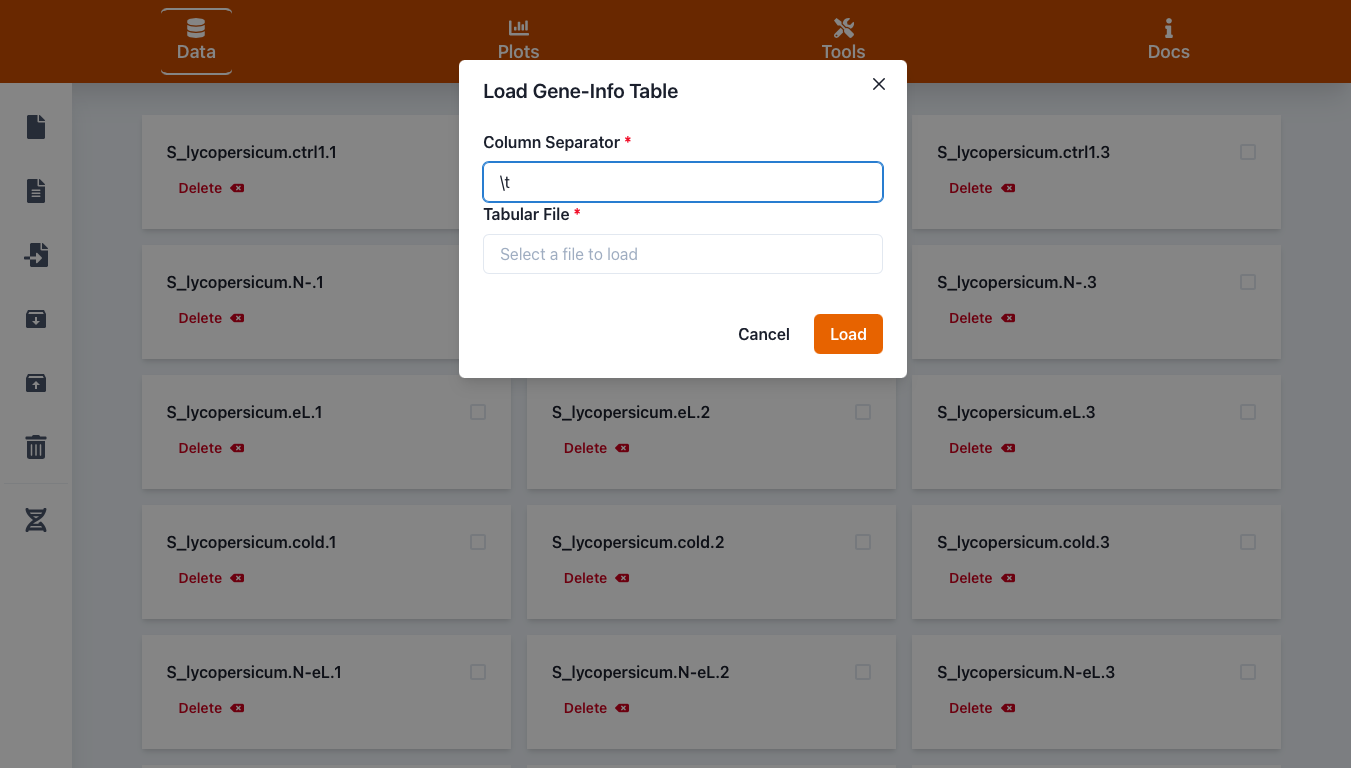 Data
Plots
Tools
Docs
Load Gene-Info Table
Column Separator *
\t
Tabular File *
Select a file to load
Cancel
Load
S_lycopersicum.ctrl1.1
Delete
S_lycopersicum.ctrl1.3
Delete
S_lycopersicum.N-.1
Delete
S_lycopersicum.N-.3
Delete
S_lycopersicum.eL.1
Delete
S_lycopersicum.eL.2
Delete
S_lycopersicum.eL.3
Delete
S_lycopersicum.cold.1
Delete
S_lycopersicum.cold.2
Delete
S_lycopersicum.cold.3
Delete
S_lycopersicum.N-eL.1
Delete
S_lycopersicum.N-eL.2
Delete
S_lycopersicum.N-eL.3
Delete